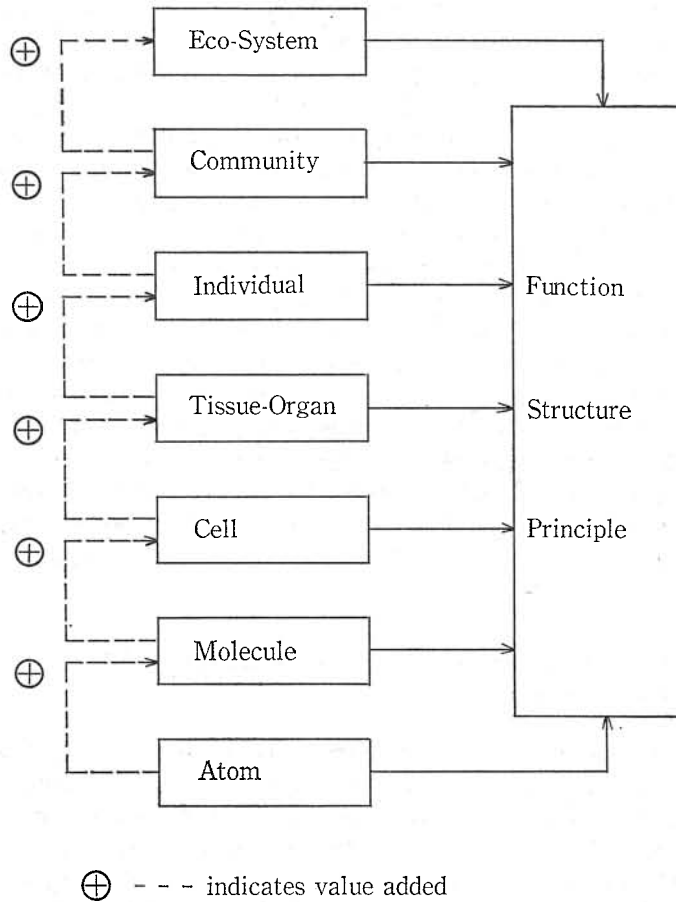 Eco-System
Community
Individual
Function
Tissue-Organ
Structure
Cell
Principle
Molecule
Atom
⊕ - - - indicates value added